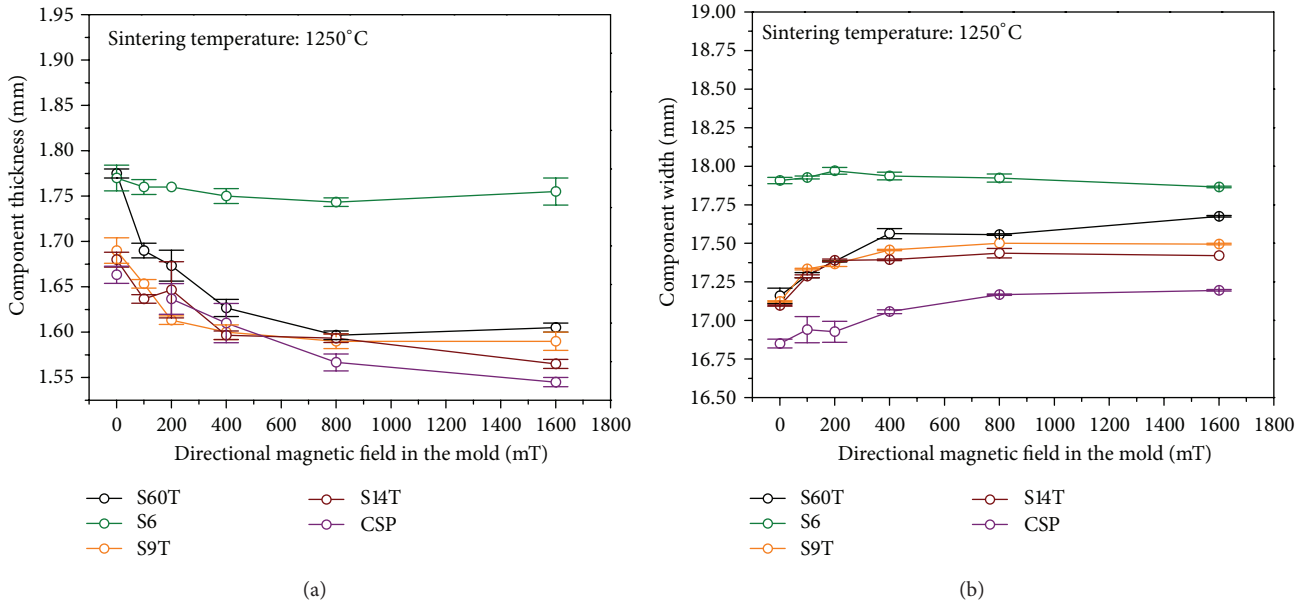 Sintering temperature: 1250°C
Component thickness (mm)
1.95
1.90
1.85
1.80
1.75
1.70
1.65
1.60
1.55
0 200 400 600 800 1000 1200 1400 1600 1800
Directional magnetic field in the mold (mT)
S60T
S6
S9T
S14T
CSP
(a)
Sintering temperature: 1250°C
Component width (mm)
19.00
18.75
18.50
18.25
18.00
17.75
17.50
17.25
17.00
16.75
16.50
0 200 400 600 800 1000 1200 1400 1600 1800
Directional magnetic field in the mold (mT)
S60T
S6
S9T
S14T
CSP
(b)